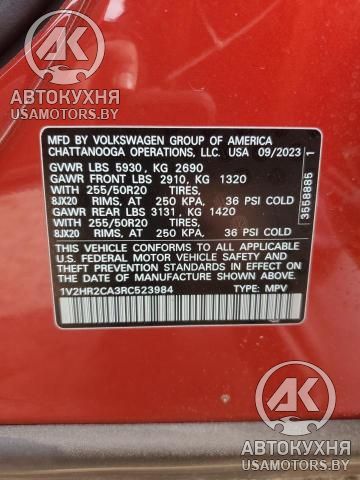 AK
АВТОКУХНЯ
USAMOTORS.BY
MFD. BY VOLKSWAGEN GROUP OF AMERICA
CHATTANOOGA OPERATIONS, LLC. USA 09/2023
GVWR LBS 5930, KG 2690
GAWR FRONT LBS 2910, KG 1320
WITH 255/50R20 TIRES,
8JX20 RIMS, AT 250 KPA, 36 PSI COLD
GAWR REAR LBS 3131, KG 1420
WITH 255/50R20 TIRES,
8JX20 RIMS, AT 250 KPA, 36 PSI COLD
THIS VEHICLE CONFORMS TO ALL APPLICABLE
U.S. FEDERAL MOTOR VEHICLE SAFETY AND
THEFT PREVENTION STANDARDS IN EFFECT ON
THE DATE OF MANUFACTURE SHOWN ABOVE.
1V2HR2CA3RC523984 TYPE: MPV
3558885 1
AK
АВТОКУХНЯ
USAMOTORS.BY